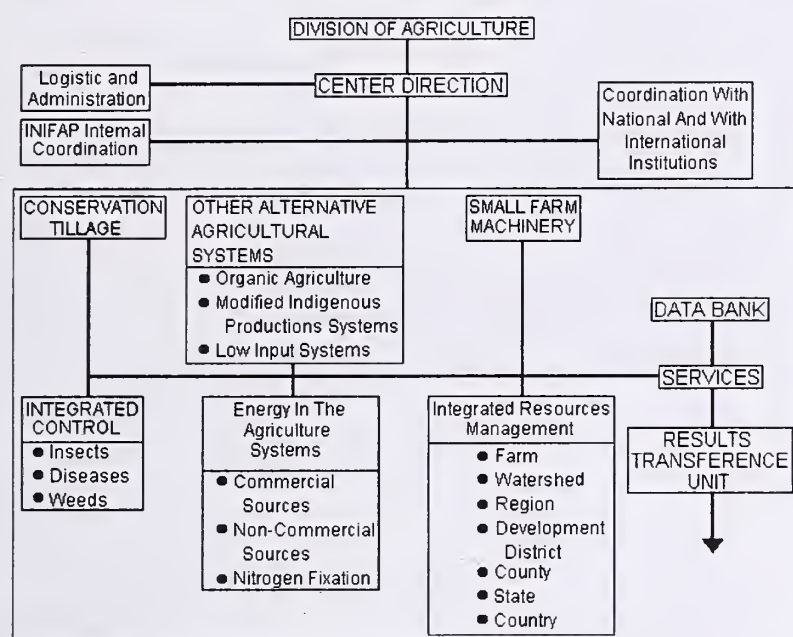 DIVISION OF AGRICULTURE
Logistic and
Administration
CENTER DIRECTION
INIFAP Internal
Coordination
Coordination With
National And With
International
Institutions
CONSERVATION
TILLAGE
OTHER ALTERNATIVE
AGRICULTURAL
SYSTEMS
● Organic Agriculture
● Modified Indigenous
Productions Systems
● Low Input Systems
SMALL FARM
MACHINERY
DATA BANK
SERVICES
INTEGRATED
CONTROL
● Insects
● Diseases
● Weeds
Energy In The
Agriculture
Systems
● Commercial
Sources
● Non-Commercial
Sources
● Nitrogen Fixation
Integrated Resources
Management
● Farm
● Watershed
● Region
● Development
District
● County
● State
● Country
RESULTS
TRANSFERENCE
UNIT